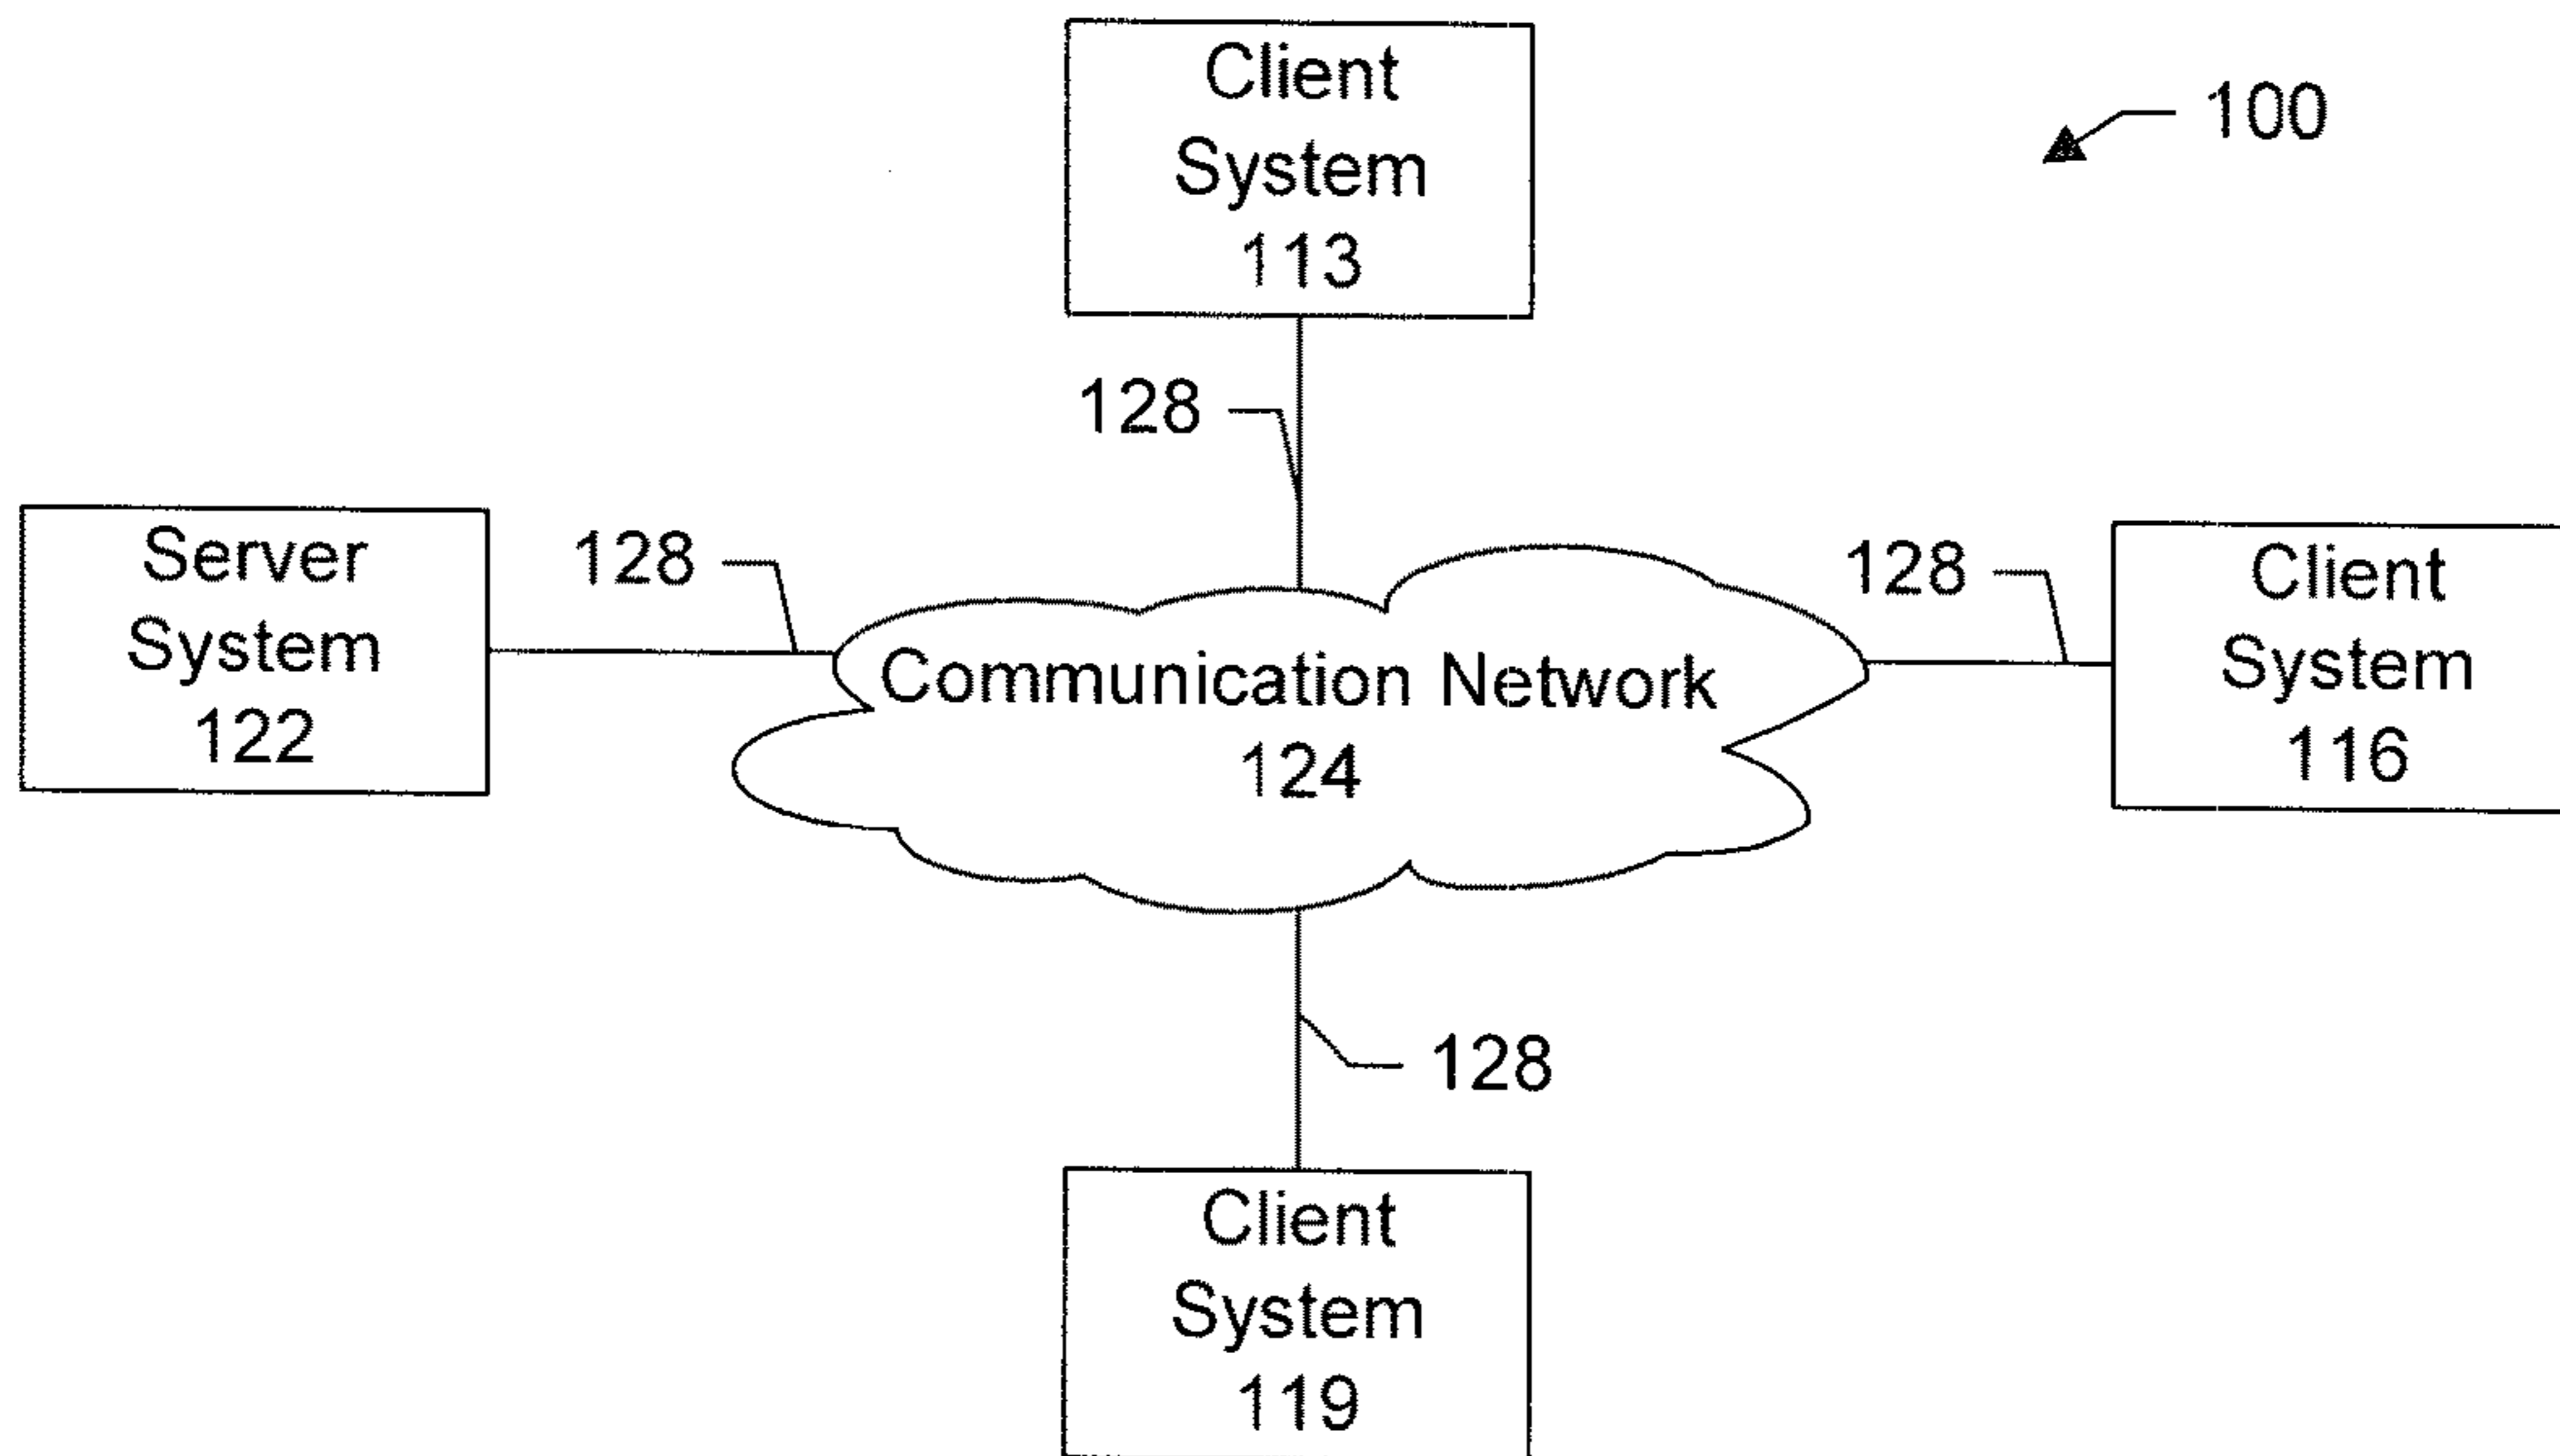 Client
System
113
100
128
Server
System
122
128
128
Client
System
116
Communication Network
124
128
Client
System
119